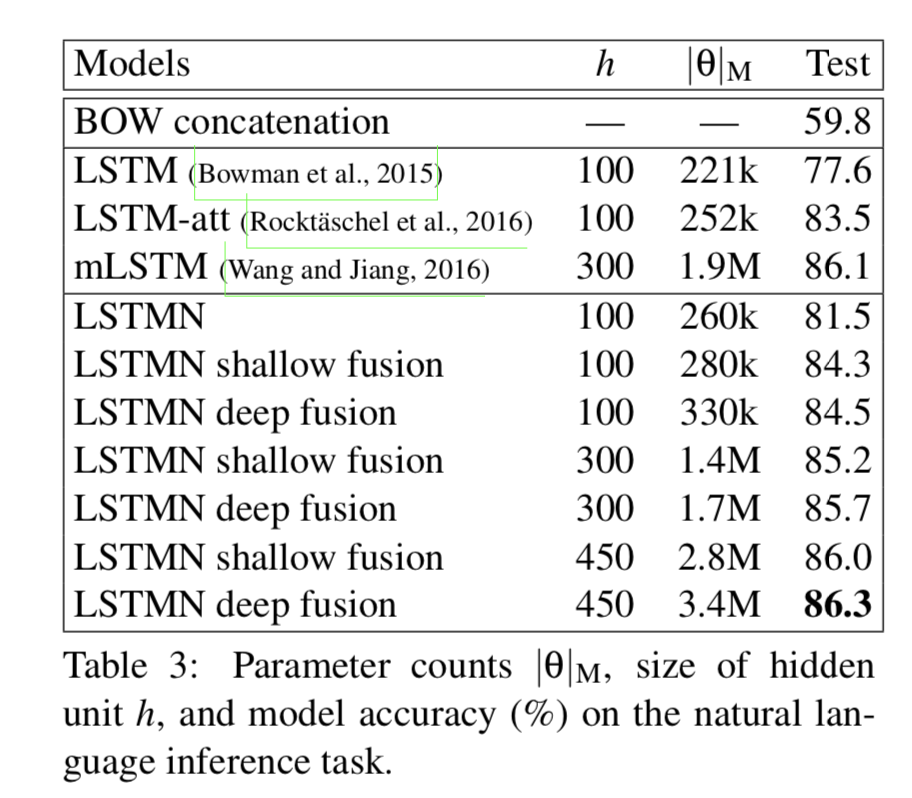 Models h |θ|M Test
BOW concatenation — — 59.8
LSTM (Bowman et al., 2015) 100 221k 77.6
LSTM-att (Rocktäschel et al., 2016) 100 252k 83.5
mLSTM (Wang and Jiang, 2016) 300 1.9M 86.1
LSTMN 100 260k 81.5
LSTMN shallow fusion 100 280k 84.3
LSTMN deep fusion 100 330k 84.5
LSTMN shallow fusion 300 1.4M 85.2
LSTMN deep fusion 300 1.7M 85.7
LSTMN shallow fusion 450 2.8M 86.0
LSTMN deep fusion 450 3.4M 86.3
Table 3: Parameter counts |θ|M, size of hidden
unit h, and model accuracy (%) on the natural lan-
guage inference task.